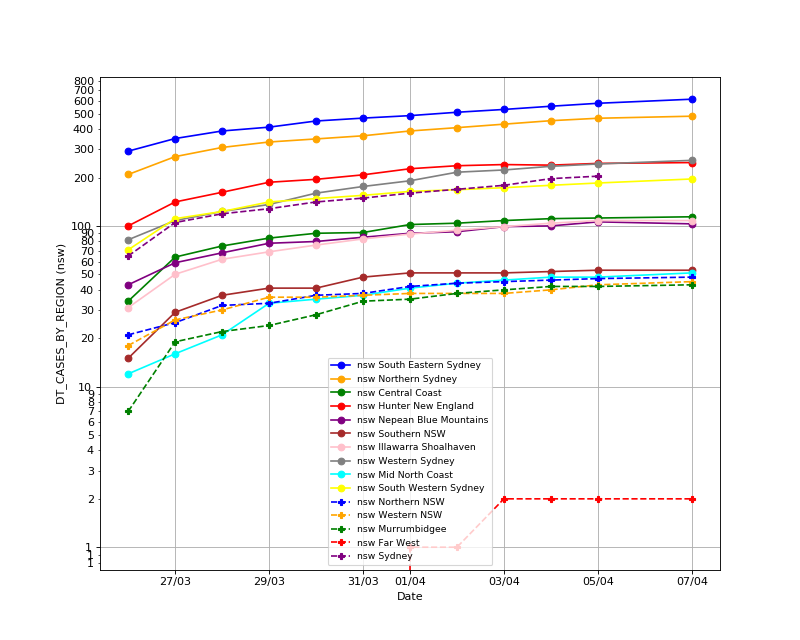 800
700
600
500
400
300
200
100
90
80
70
60
50
40
30
20
10
9
8
7
6
5
4
3
2
1
1
1
DT_CASES_BY_REGION (nsw)
nsw South Eastern Sydney
nsw Northern Sydney
nsw Central Coast
nsw Hunter New England
nsw Nepean Blue Mountains
nsw Southern NSW
nsw Illawarra Shoalhaven
nsw Western Sydney
nsw Mid North Coast
nsw South Western Sydney
nsw Northern NSW
nsw Western NSW
nsw Murrumbidgee
nsw Far West
nsw Sydney
27/03 29/03 31/03 01/04 03/04 05/04 07/04
Date